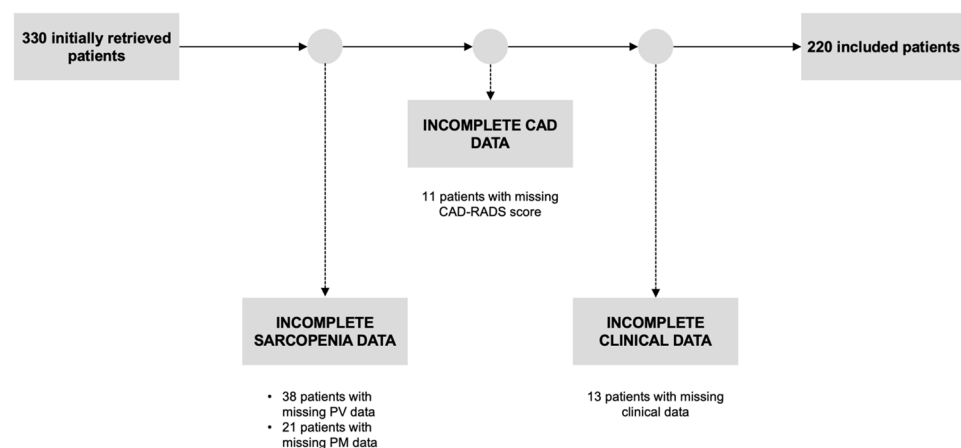 330 initially retrieved
patients
220 included patients
INCOMPLETE CAD
DATA
11 patients with missing
CAD-RADS score
INCOMPLETE
SARCOPENIA DATA
• 38 patients with
missing PV data
• 21 patients with
missing PM data
INCOMPLETE
CLINICAL DATA
13 patients with missing
clinical data